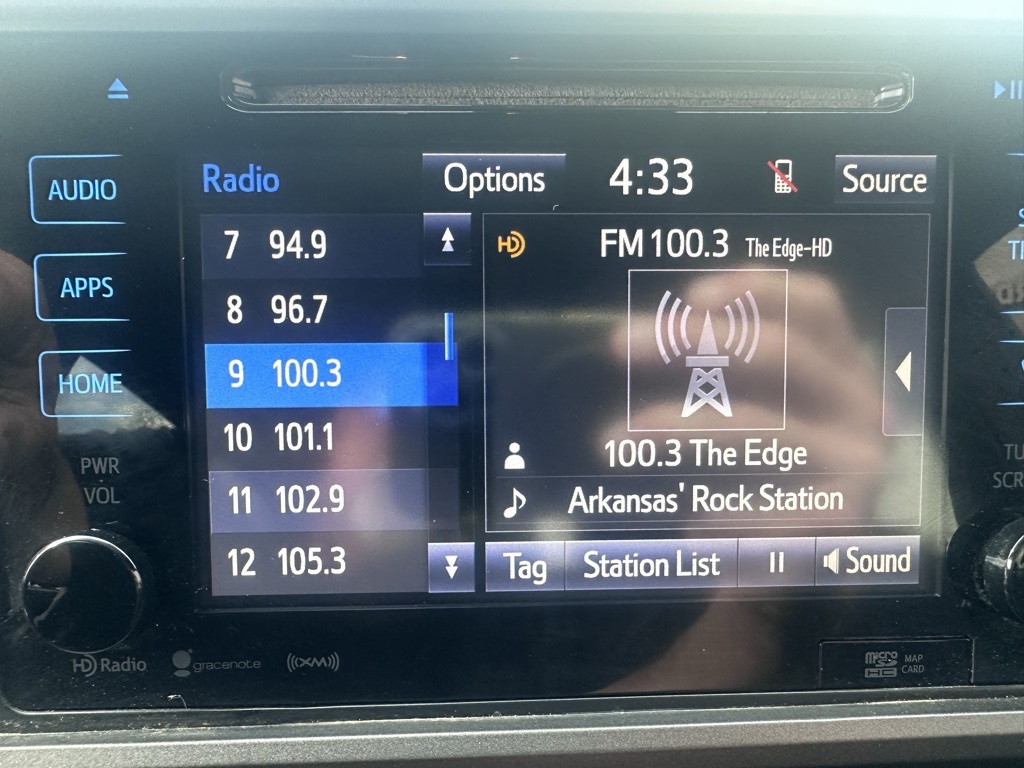 AUDIO
APPS
HOME
PWR
VOL
Radio
Options
4:33
Source
7 94.9
8 96.7
9 100.3
10 101.1
11 102.9
12 105.3
HD
FM 100.3 The Edge-HD
100.3 The Edge
Arkansas' Rock Station
Tag
Station List
Sound
HD Radio
gracenote
XM
micro SD HC
MAP
CARD